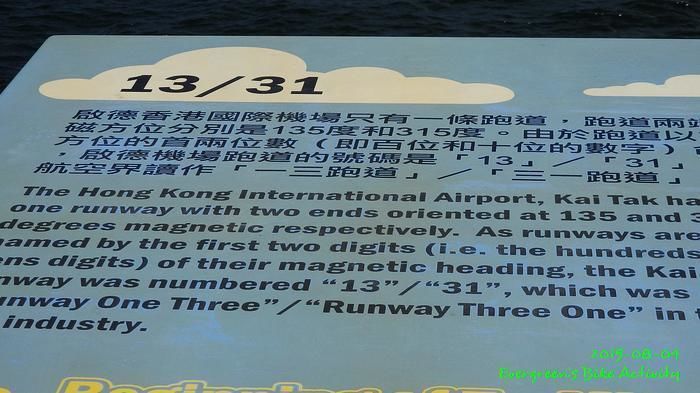 13/31
啟德香港國際機場只有一條跑道，跑道兩端
磁方位分別是135度和315度。由於跑道以
方位的首兩位數（即百位和十位的數字）
，啟德機場跑道的號碼是「13」／「31」
航空界讀作「一三跑道」／「三一跑道」
The Hong Kong International Airport, Kai Tak ha
one runway with two ends oriented at 135 and 3
degrees magnetic respectively. As runways are
named by the first two digits (i.e. the hundreds
ens digits) of their magnetic heading, the Kai
nway was numbered “13”/“31”, which was
unway One Three”/“Runway Three One” in t
industry.
Beginning of
2015-08-09
Evergreen's Bike Activity